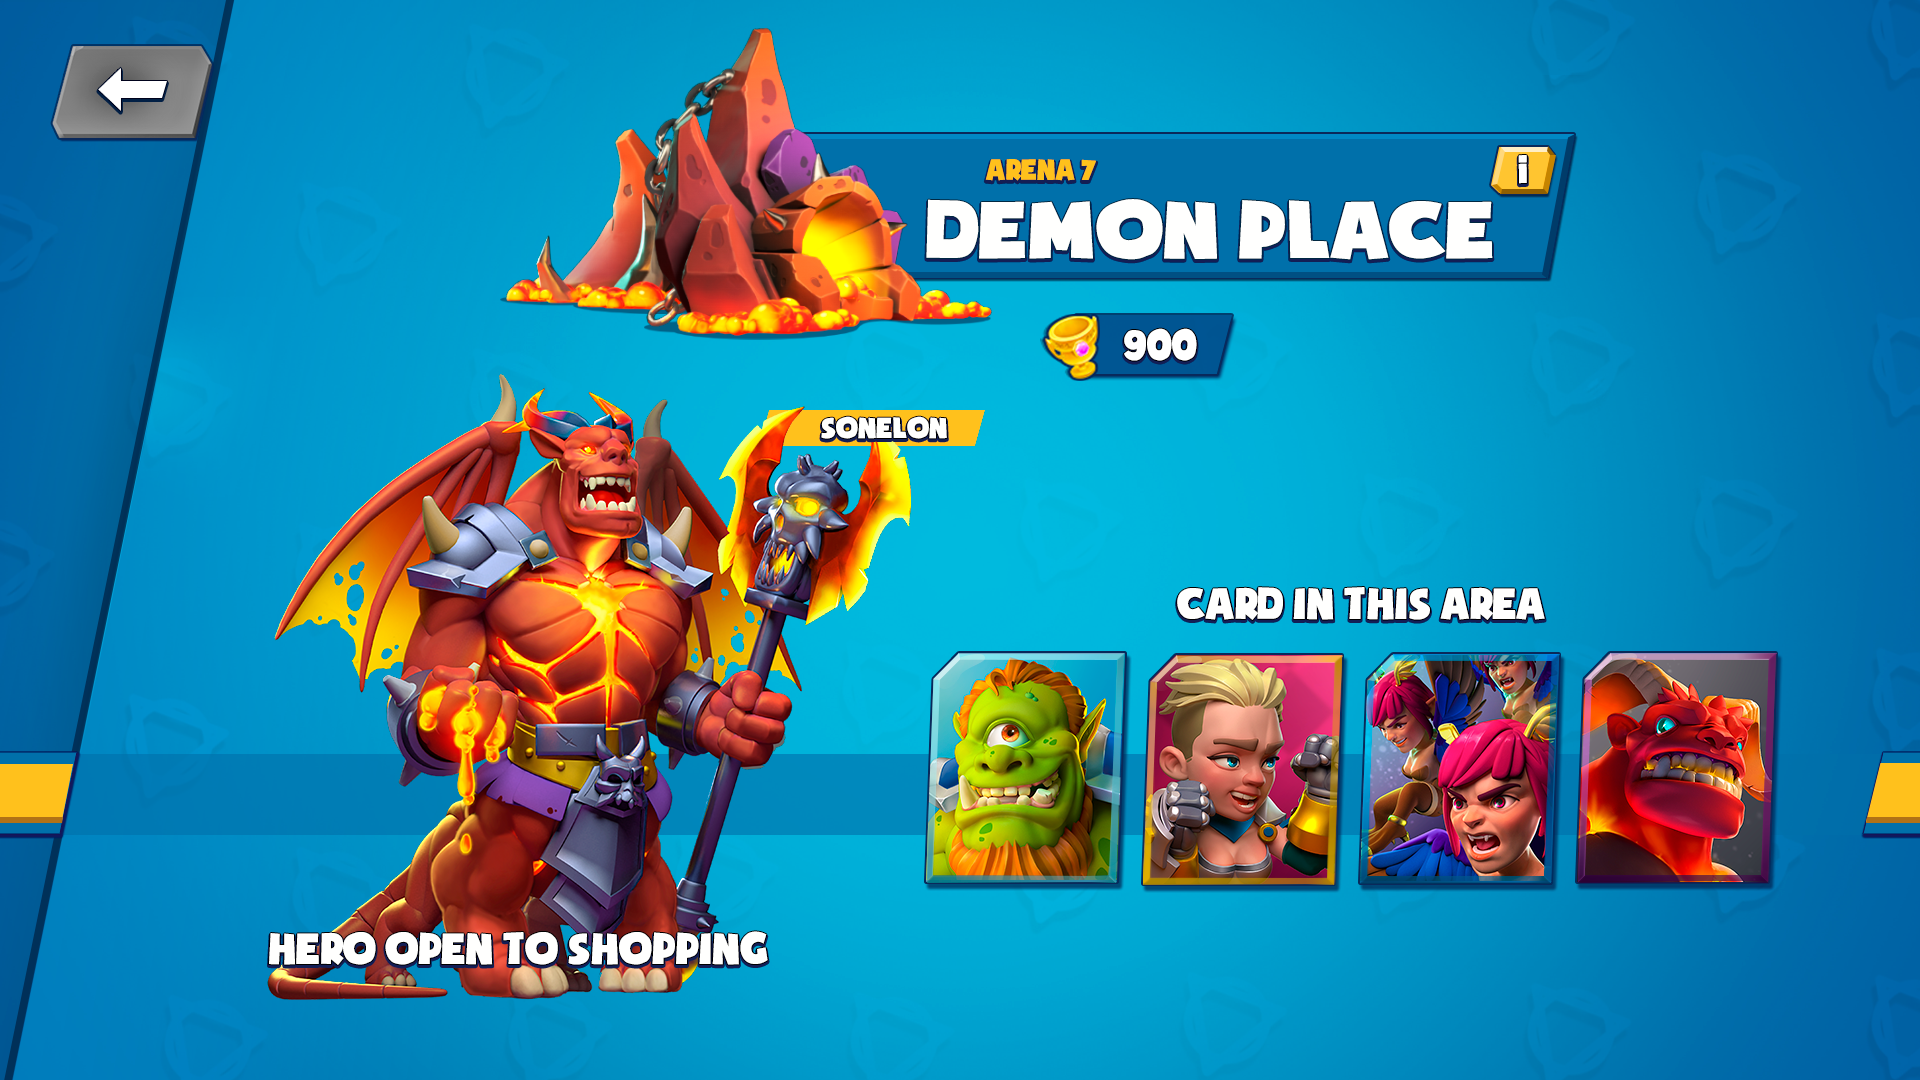 ARENA 7
i
DEMON PLACE
900
SONELON
CARD IN THIS AREA
HERO OPEN TO SHOPPING